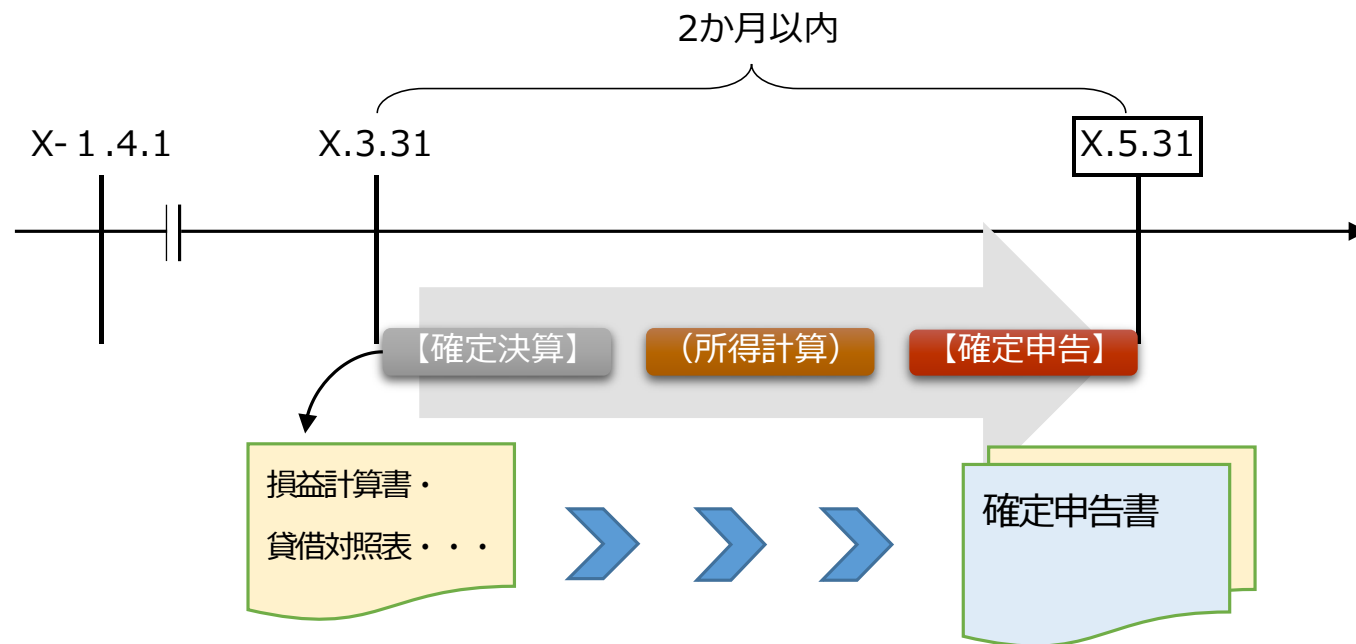 2か月以内
X-１.4.1
X.3.31
X.5.31
【確定決算】
（所得計算）
【確定申告】
損益計算書・
貸借対照表・・・
確定申告書